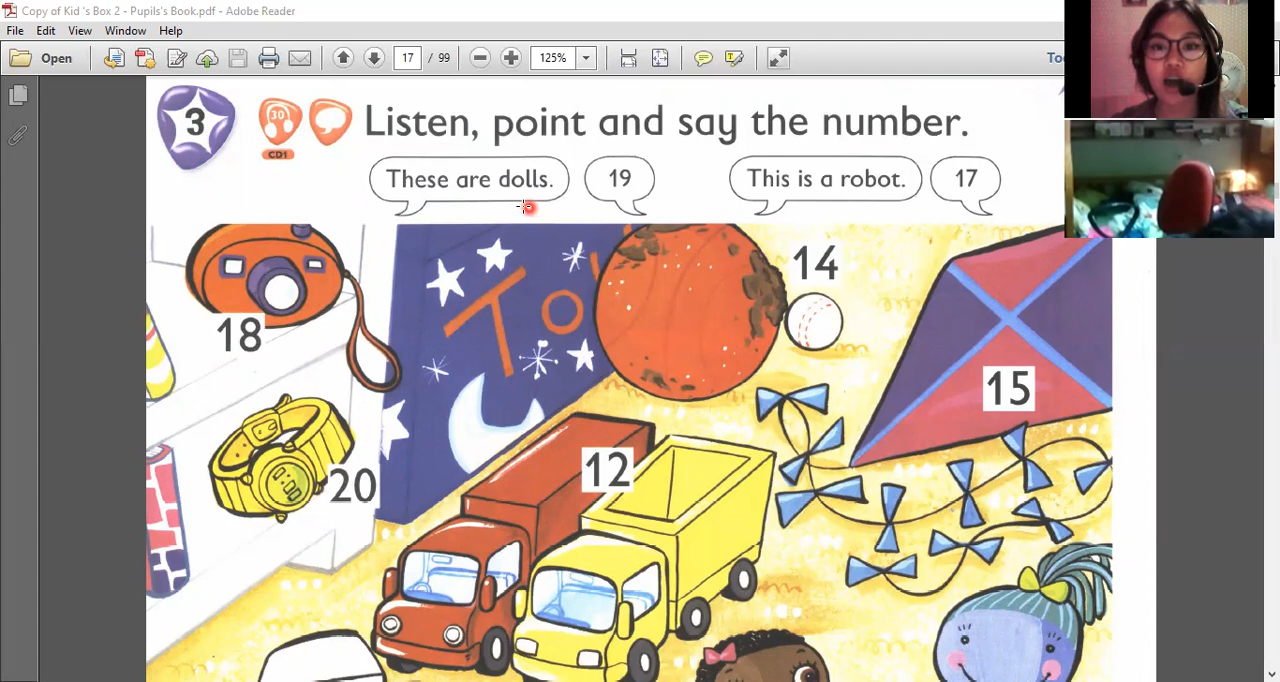 Copy of Kid 's Box 2 - Pupils's Book.pdf - Adobe Reader
File Edit View Window Help
Open 17 / 99 125% Too
3 30 Listen, point and say the number.
CD1
These are dolls. 19 This is a robot. 17
To
14
18
15
12
20